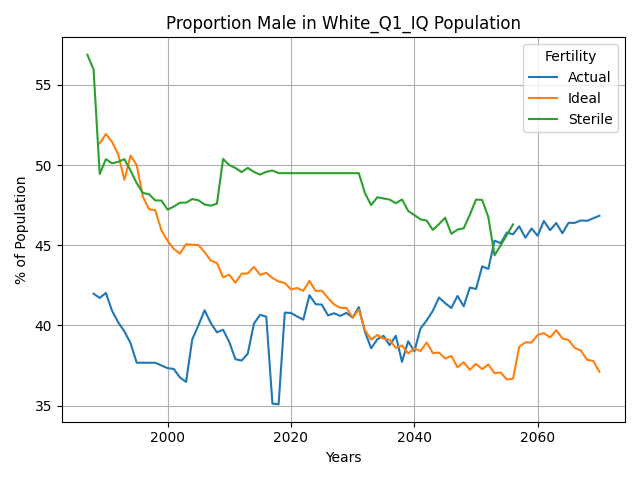 Proportion Male in White_Q1_IQ Population
% of Population
55
50
45
40
35
Fertility
Actual
Ideal
Sterile
2000
2020
2040
2060
Years